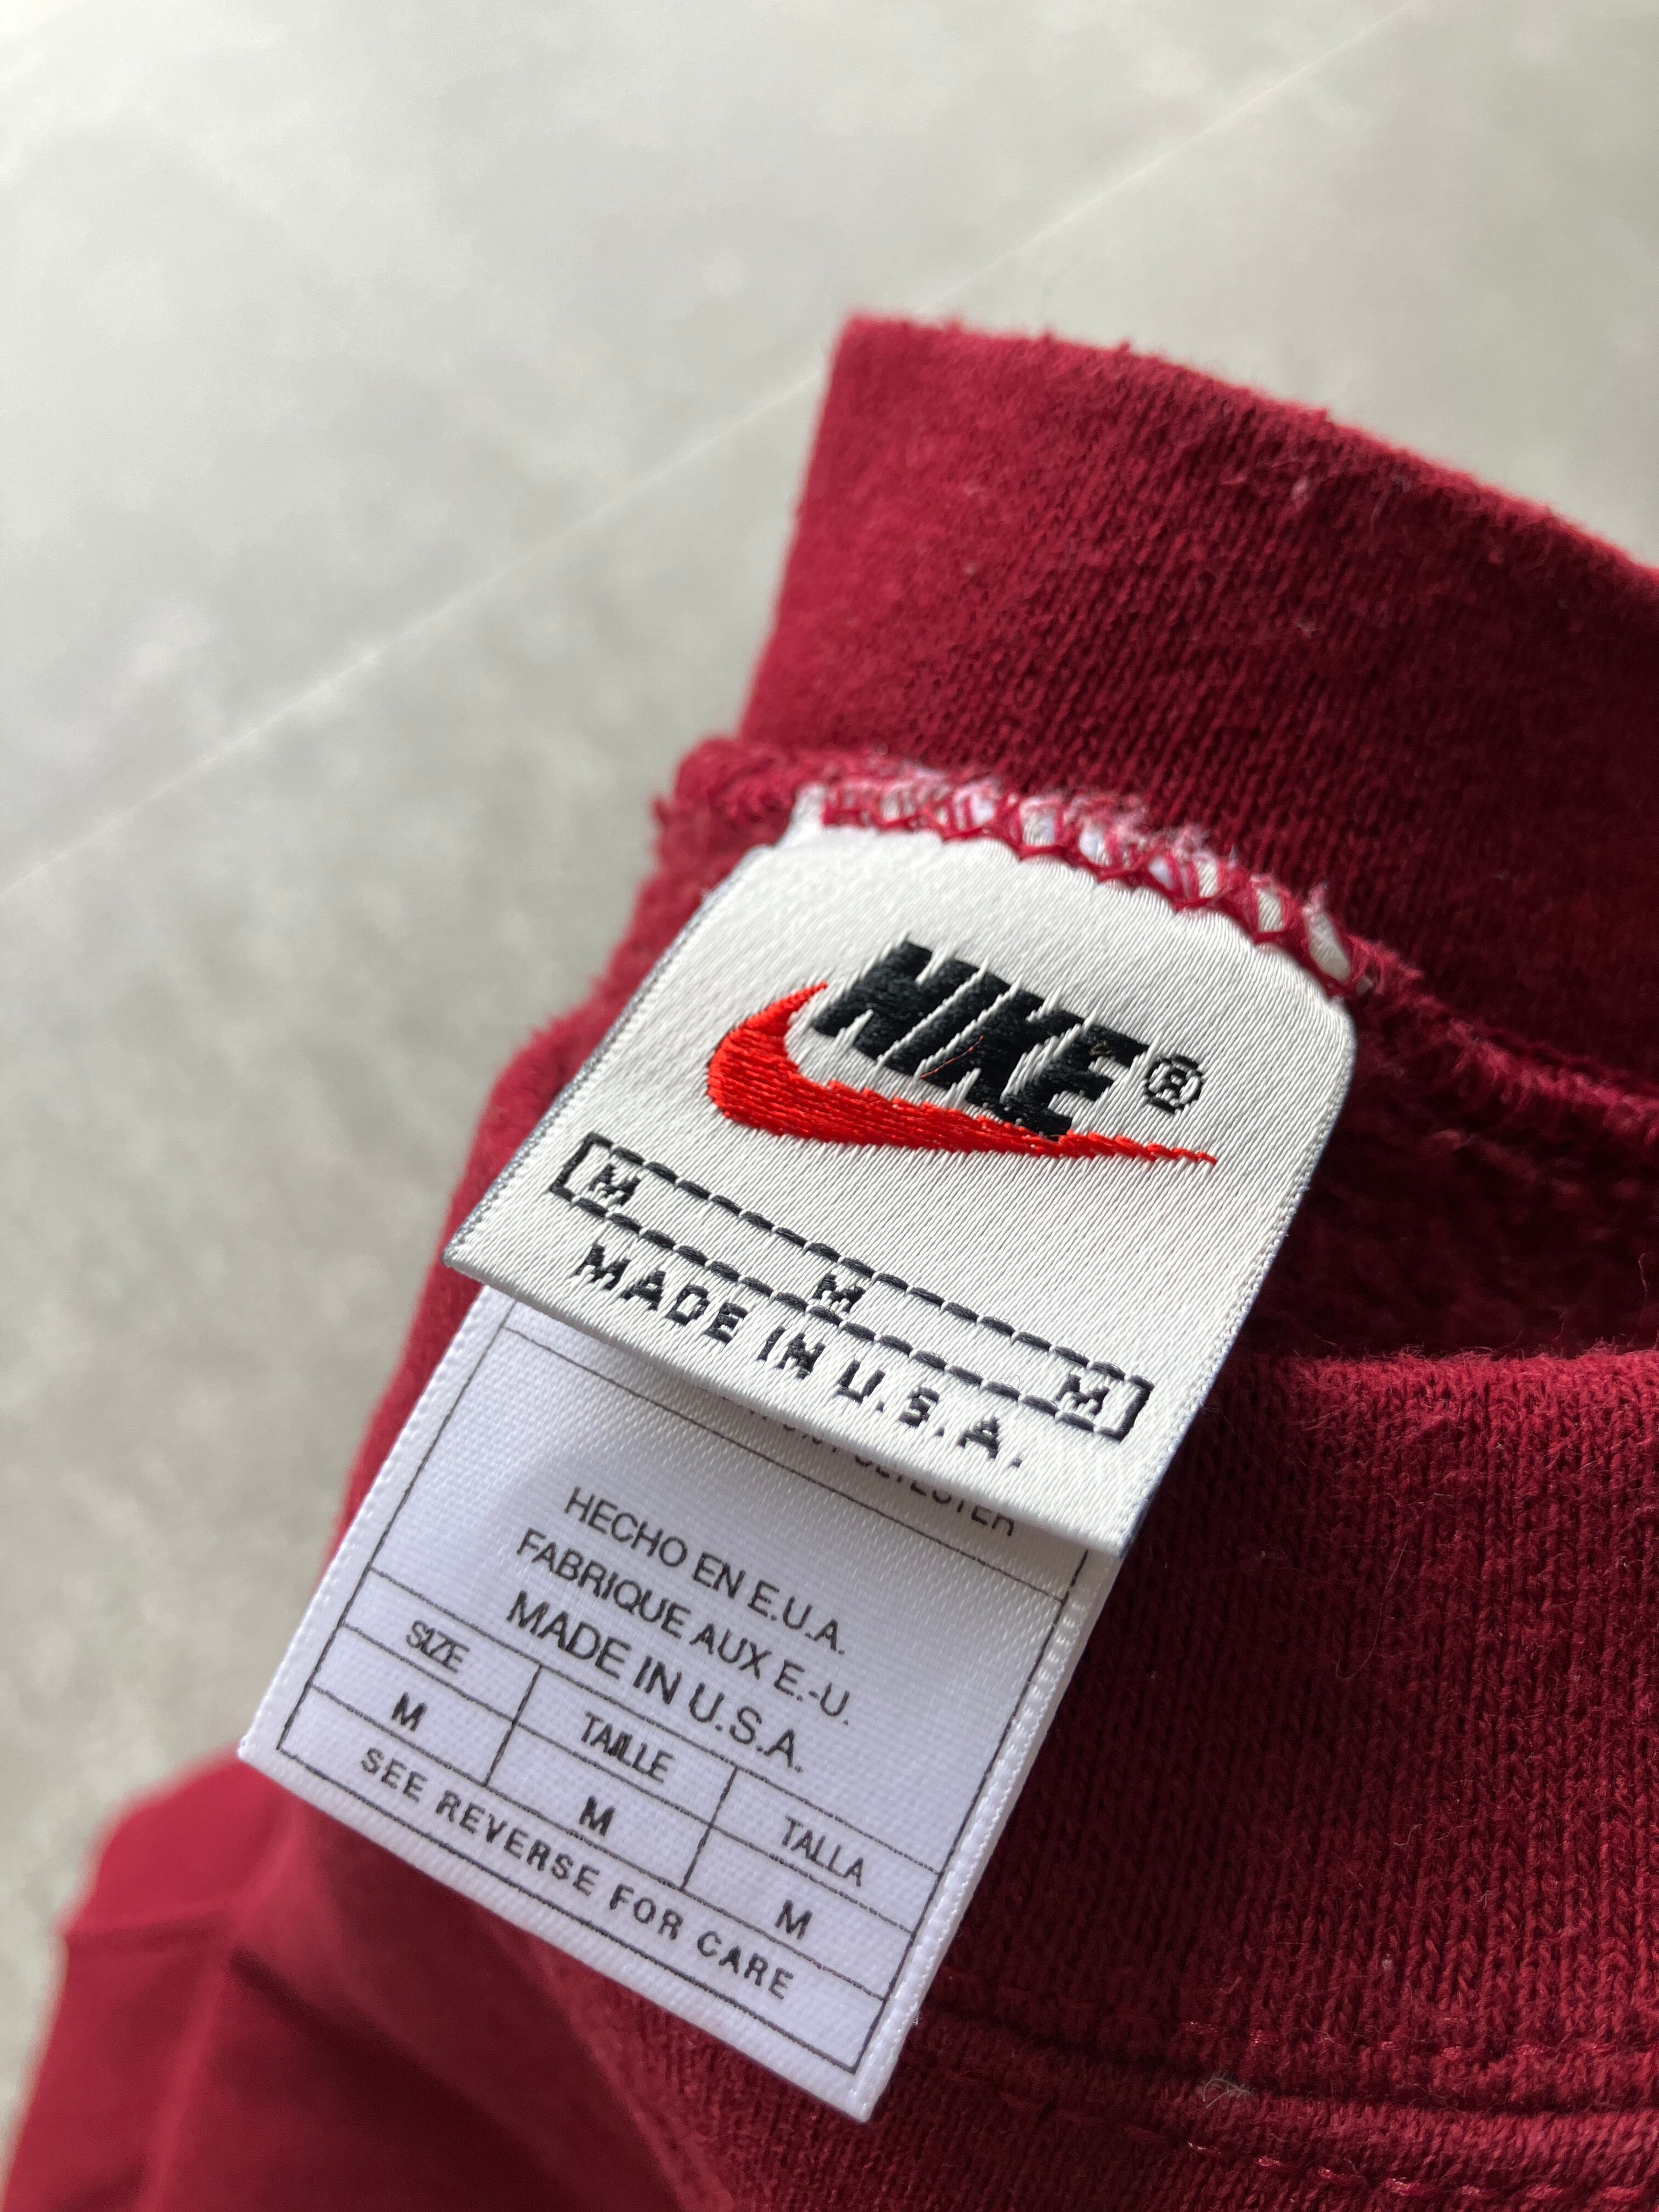 NIKE®
M M M
MADE IN U.S.A.
HECHO EN E.U.A.
FABRIQUE AUX E.-U.
MADE IN U.S.A.
SIZE TAILLE TALLA
M M M
SEE REVERSE FOR CARE